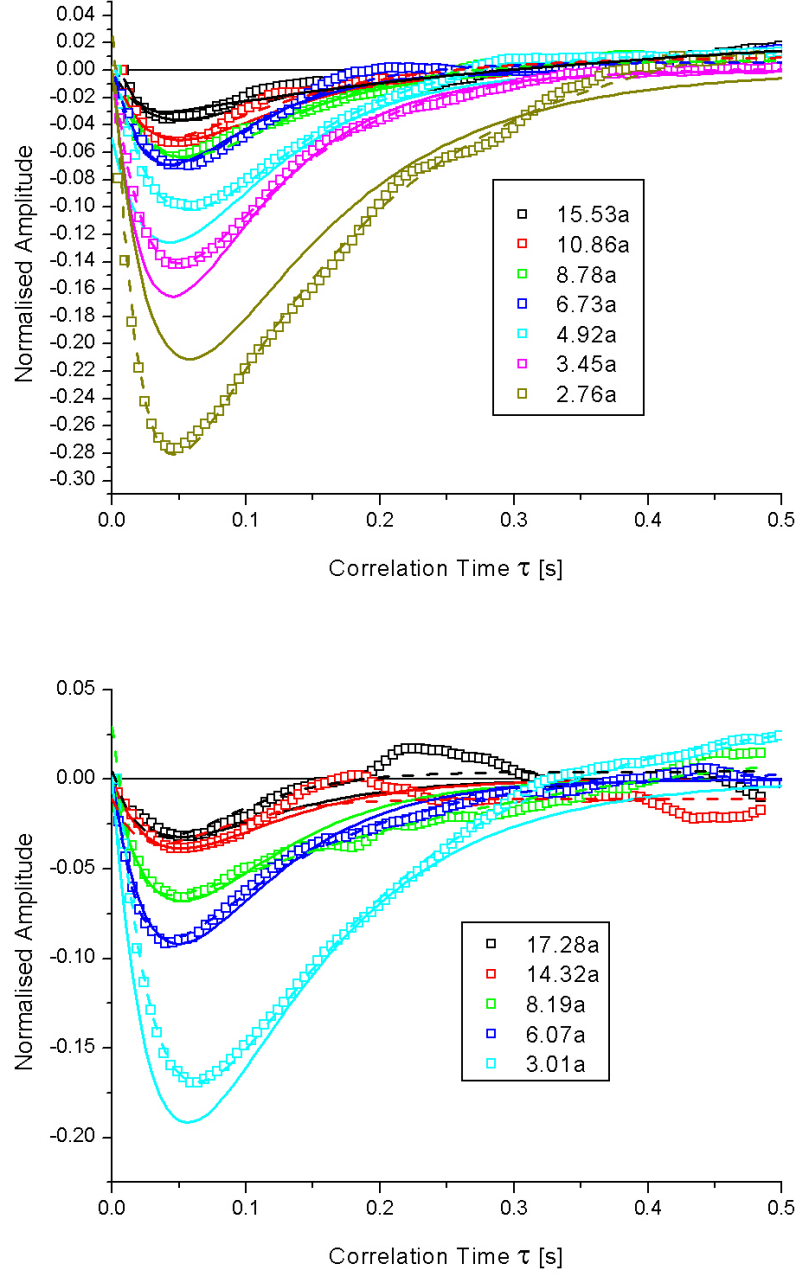 0.04
0.02
0.00
-0.02
-0.04
-0.06
-0.08
-0.10
-0.12
-0.14
-0.16
-0.18
-0.20
-0.22
-0.24
-0.26
-0.28
-0.30
Normalised Amplitude
15.53a
10.86a
8.78a
6.73a
4.92a
3.45a
2.76a
0.0 0.1 0.2 0.3 0.4 0.5
Correlation Time τ [s]
0.05
0.00
-0.05
-0.10
-0.15
-0.20
Normalised Amplitude
17.28a
14.32a
8.19a
6.07a
3.01a
0.0 0.1 0.2 0.3 0.4 0.5
Correlation Time τ [s]